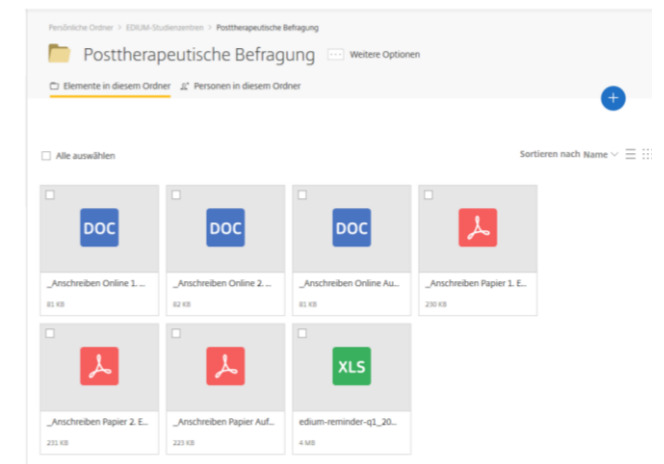 Persönliche Ordner > EDIUM-Studienzentren > Posttherapeutische Befragung
Posttherapeutische Befragung ... Weitere Optionen
Elemente in diesem Ordner Personen in diesem Ordner
+
Alle auswählen Sortieren nach Name
DOC DOC DOC
_Anschreiben Online 1. ... _Anschreiben Online 2. ... _Anschreiben Online Au... _Anschreiben Papier 1. E...
81 KB 82 KB 81 KB 230 KB
XLS
_Anschreiben Papier 2. E... _Anschreiben Papier Auf... edium-reminder-q1_20...
231 KB 223 KB 4 MB